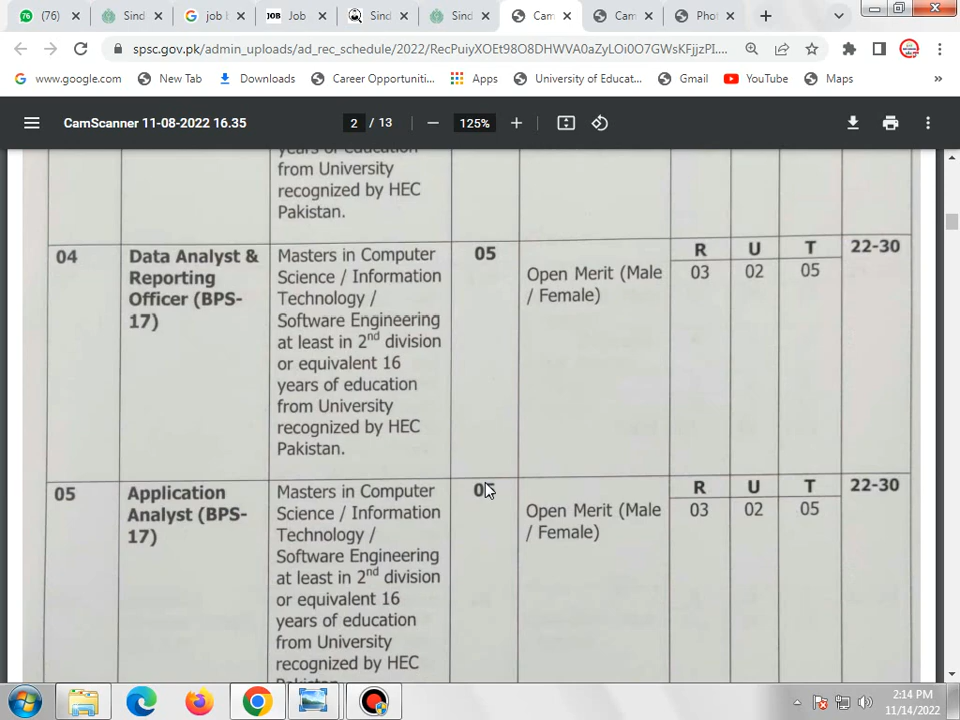 (76)
Sind
job b
Job
Sind
Sind
Cam
Cam
Pho
spsc.gov.pk/admin_uploads/ad_rec_schedule/2022/RecPuiyXOEt98O8DHWVA0aZyLOi0O7GWsKFjjzPI...
www.google.com
New Tab
Downloads
Career Opportuniti...
Apps
University of Educat...
Gmail
YouTube
Maps
»
CamScanner 11-08-2022 16.35
2 / 13
125%
years of education
from University
recognized by HEC
Pakistan.
04
Data Analyst &
Reporting
Officer (BPS-
17)
Masters in Computer
Science / Information
Technology /
Software Engineering
at least in 2nd division
or equivalent 16
years of education
from University
recognized by HEC
Pakistan.
05
Open Merit (Male
/ Female)
R U T
03 02 05
22-30
05
Application
Analyst (BPS-
17)
Masters in Computer
Science / Information
Technology /
Software Engineering
at least in 2nd division
or equivalent 16
years of education
from University
recognized by HEC
Open Merit (Male
/ Female)
R U T
03 02 05
22-30
2:14 PM
11/14/2022